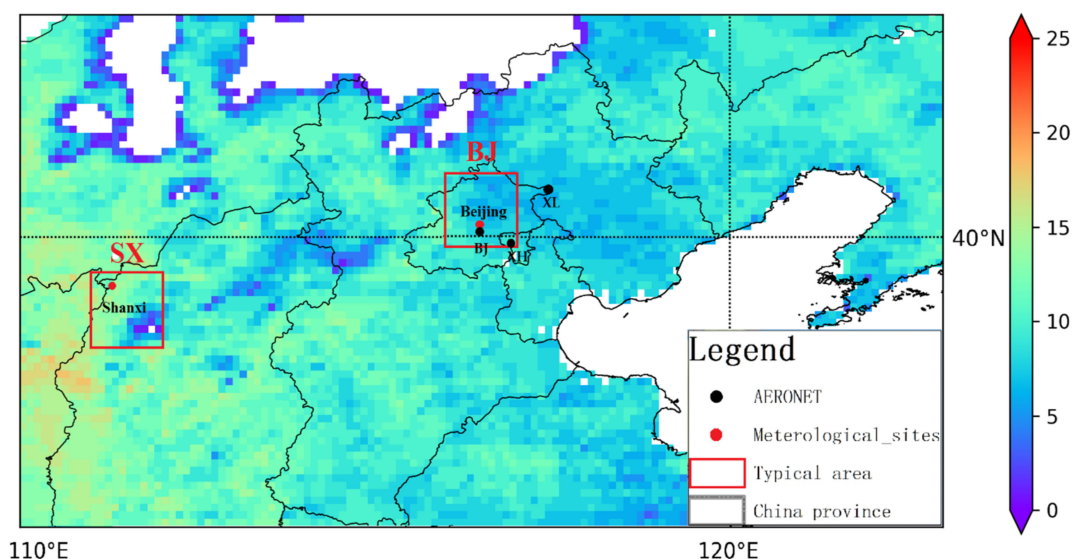 25
20
15
10
5
0
BJ
XL
Beijing
BJ
XH
40°N
SX
Shanxi
Legend
AERONET
Meterological_sites
Typical area
China province
110°E
120°E